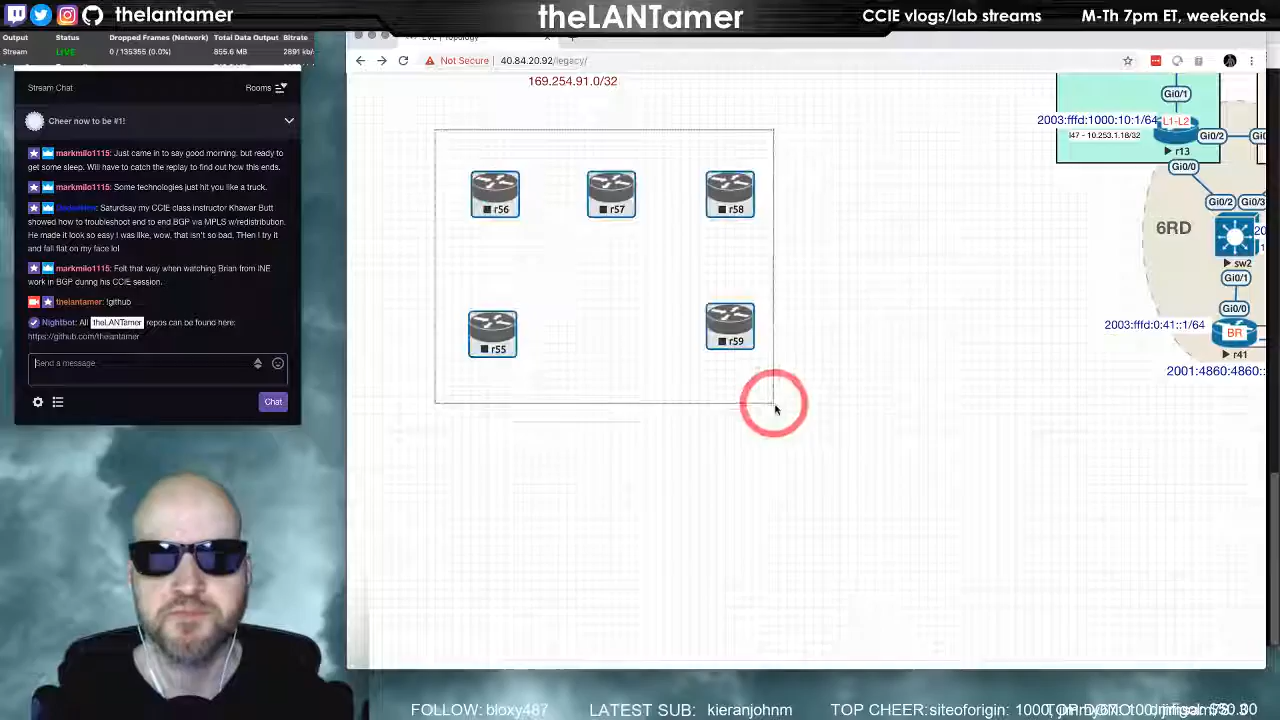 thelantamer
theLANTamer
CCIE vlogs/lab streams M-Th 7pm ET, weekends
Output Status Dropped Frames (Network) Total Data Output Bitrate
Stream LIVE 0 / 135355 (0.0%) 855.6 MB 2891 kb/s
Stream Chat Rooms
Cheer now to be #1!
markmilo1115: Just came in to say good morning, but ready to
get some sleep. Will have to catch the replay to find how this ends.
markmilo1115: Some technologies just hit you like a truck.
Saturdsay my CCIE class instructor Khawar Butt
showed how to troubleshoot end to end BGP via MPLS w/redistribution.
He made it look so easy I was like, wow, that isn't so bad. THen I try it
and fall flat on my face lol
markmilo1115: Felt that way when watching Brian from INE
work in BGP during his CCIE session.
thelantamer: !github
Nightbot: All theLANTamer repos can be found here:
https://github.com/thelantamer
Send a message
Chat
Topology
Not Secure 40.84.20.92/legacy/
169.254.91.0/32
r56 r57 r58
r55 r59
Gi0/1
2003:fffd:1000:10:1/64 L1-L2
l47 - 10.253.1.18/32
Gi0/2
r13
Gi0/0
Gi0/2 Gi0/3
6RD
sw2
Gi0/1
Gi0/0
2003:fffd:0:41::1/64 BR
r41
2001:4860:4860::
FOLLOW: bloxy487 LATEST SUB: kieranjohnm TOP CHEER: siteoforigin: 1000